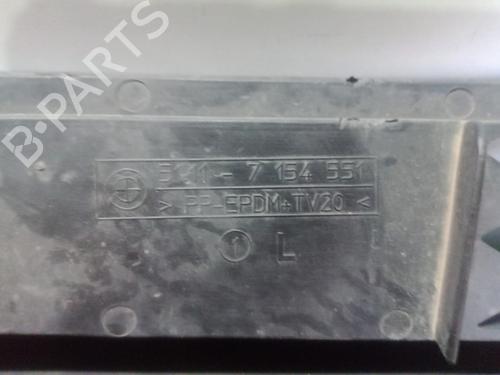 B-PARTS
51 11 - 7 154 551
> PP-EPDM+TV20 <
1 L